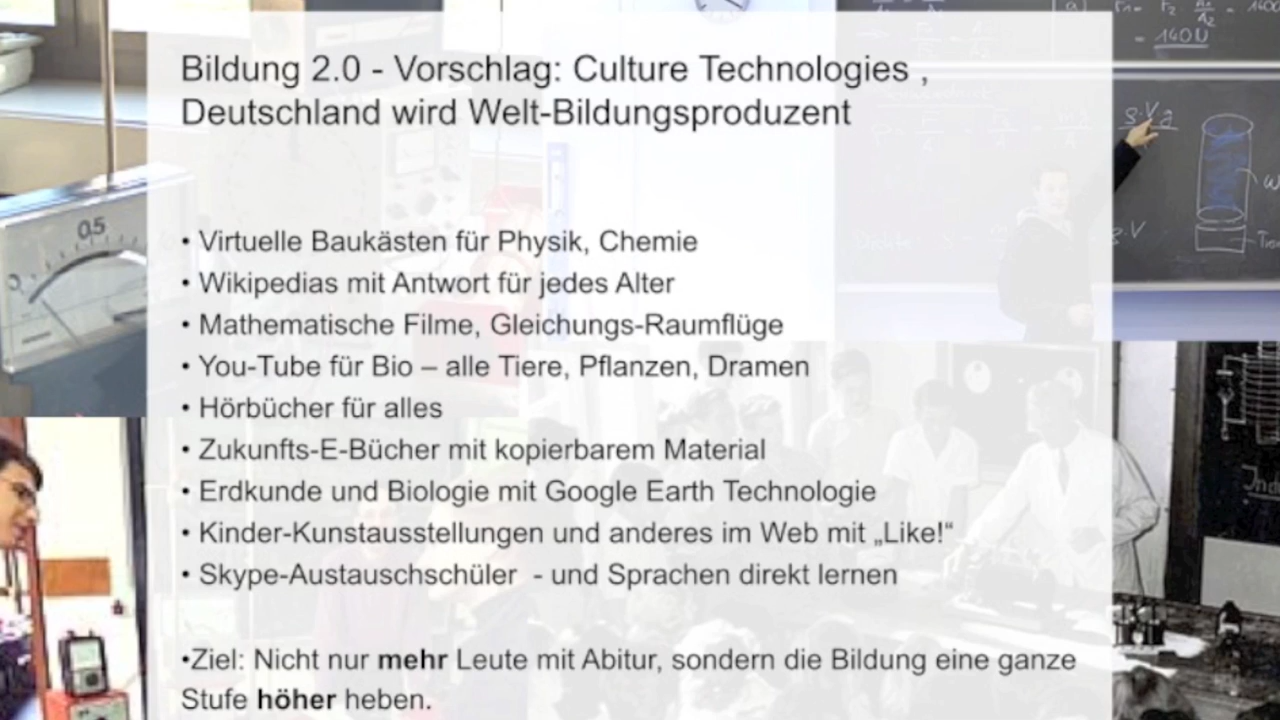 Bildung 2.0 - Vorschlag: Culture Technologies ,
Deutschland wird Welt-Bildungsproduzent
• Virtuelle Baukästen für Physik, Chemie
• Wikipedias mit Antwort für jedes Alter
• Mathematische Filme, Gleichungs-Raumflüge
• You-Tube für Bio – alle Tiere, Pflanzen, Dramen
• Hörbücher für alles
• Zukunfts-E-Bücher mit kopierbarem Material
• Erdkunde und Biologie mit Google Earth Technologie
• Kinder-Kunstausstellungen und anderes im Web mit „Like!“
• Skype-Austauschschüler - und Sprachen direkt lernen
•Ziel: Nicht nur mehr Leute mit Abitur, sondern die Bildung eine ganze
Stufe höher heben.
0.5